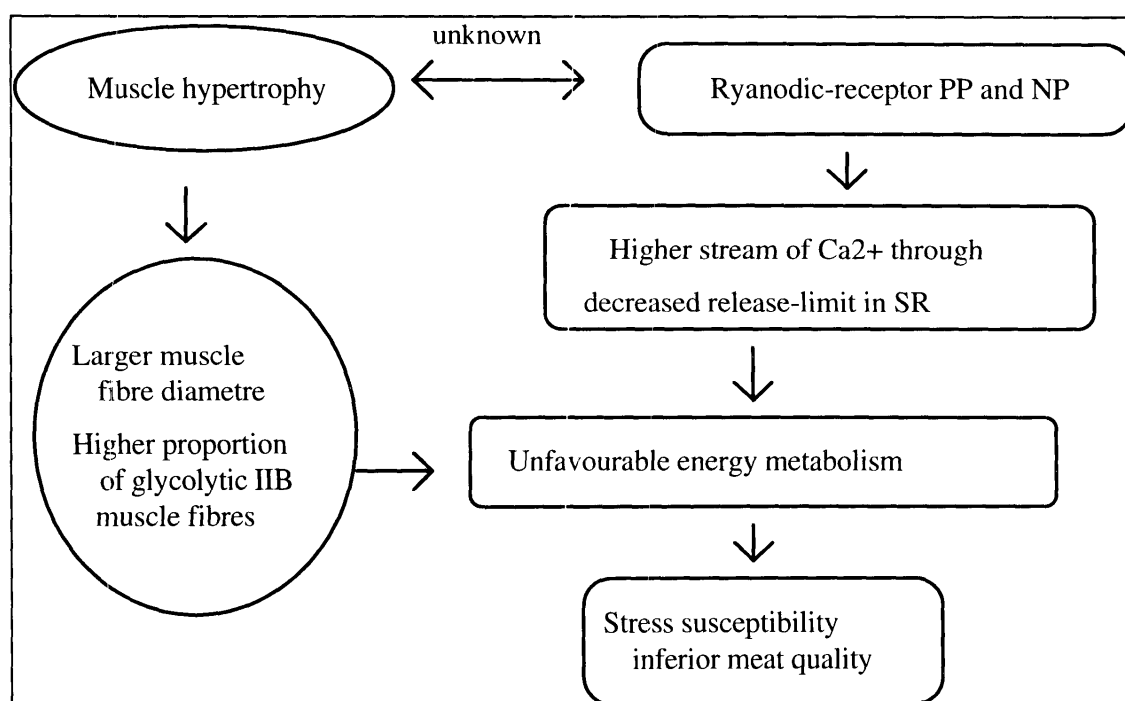 unknown
Muscle hypertrophy
Ryanodic-receptor PP and NP
Higher stream of Ca2+ through
decreased release-limit in SR
Larger muscle
fibre diametre
Higher proportion
of glycolytic IIB
muscle fibres
Unfavourable energy metabolism
Stress susceptibility
inferior meat quality